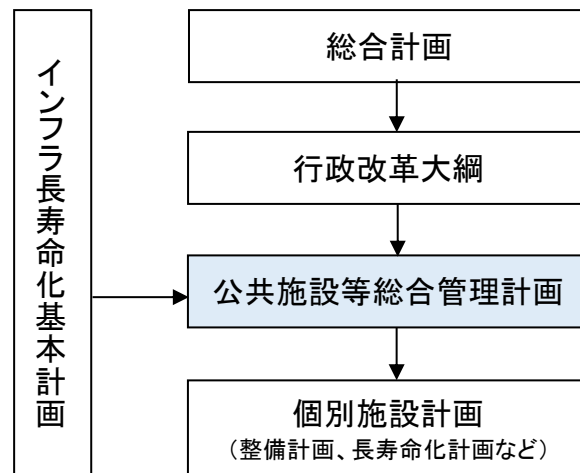 インフラ長寿命化基本計画
総合計画
行政改革大綱
公共施設等総合管理計画
個別施設計画
（整備計画、長寿命化計画など）